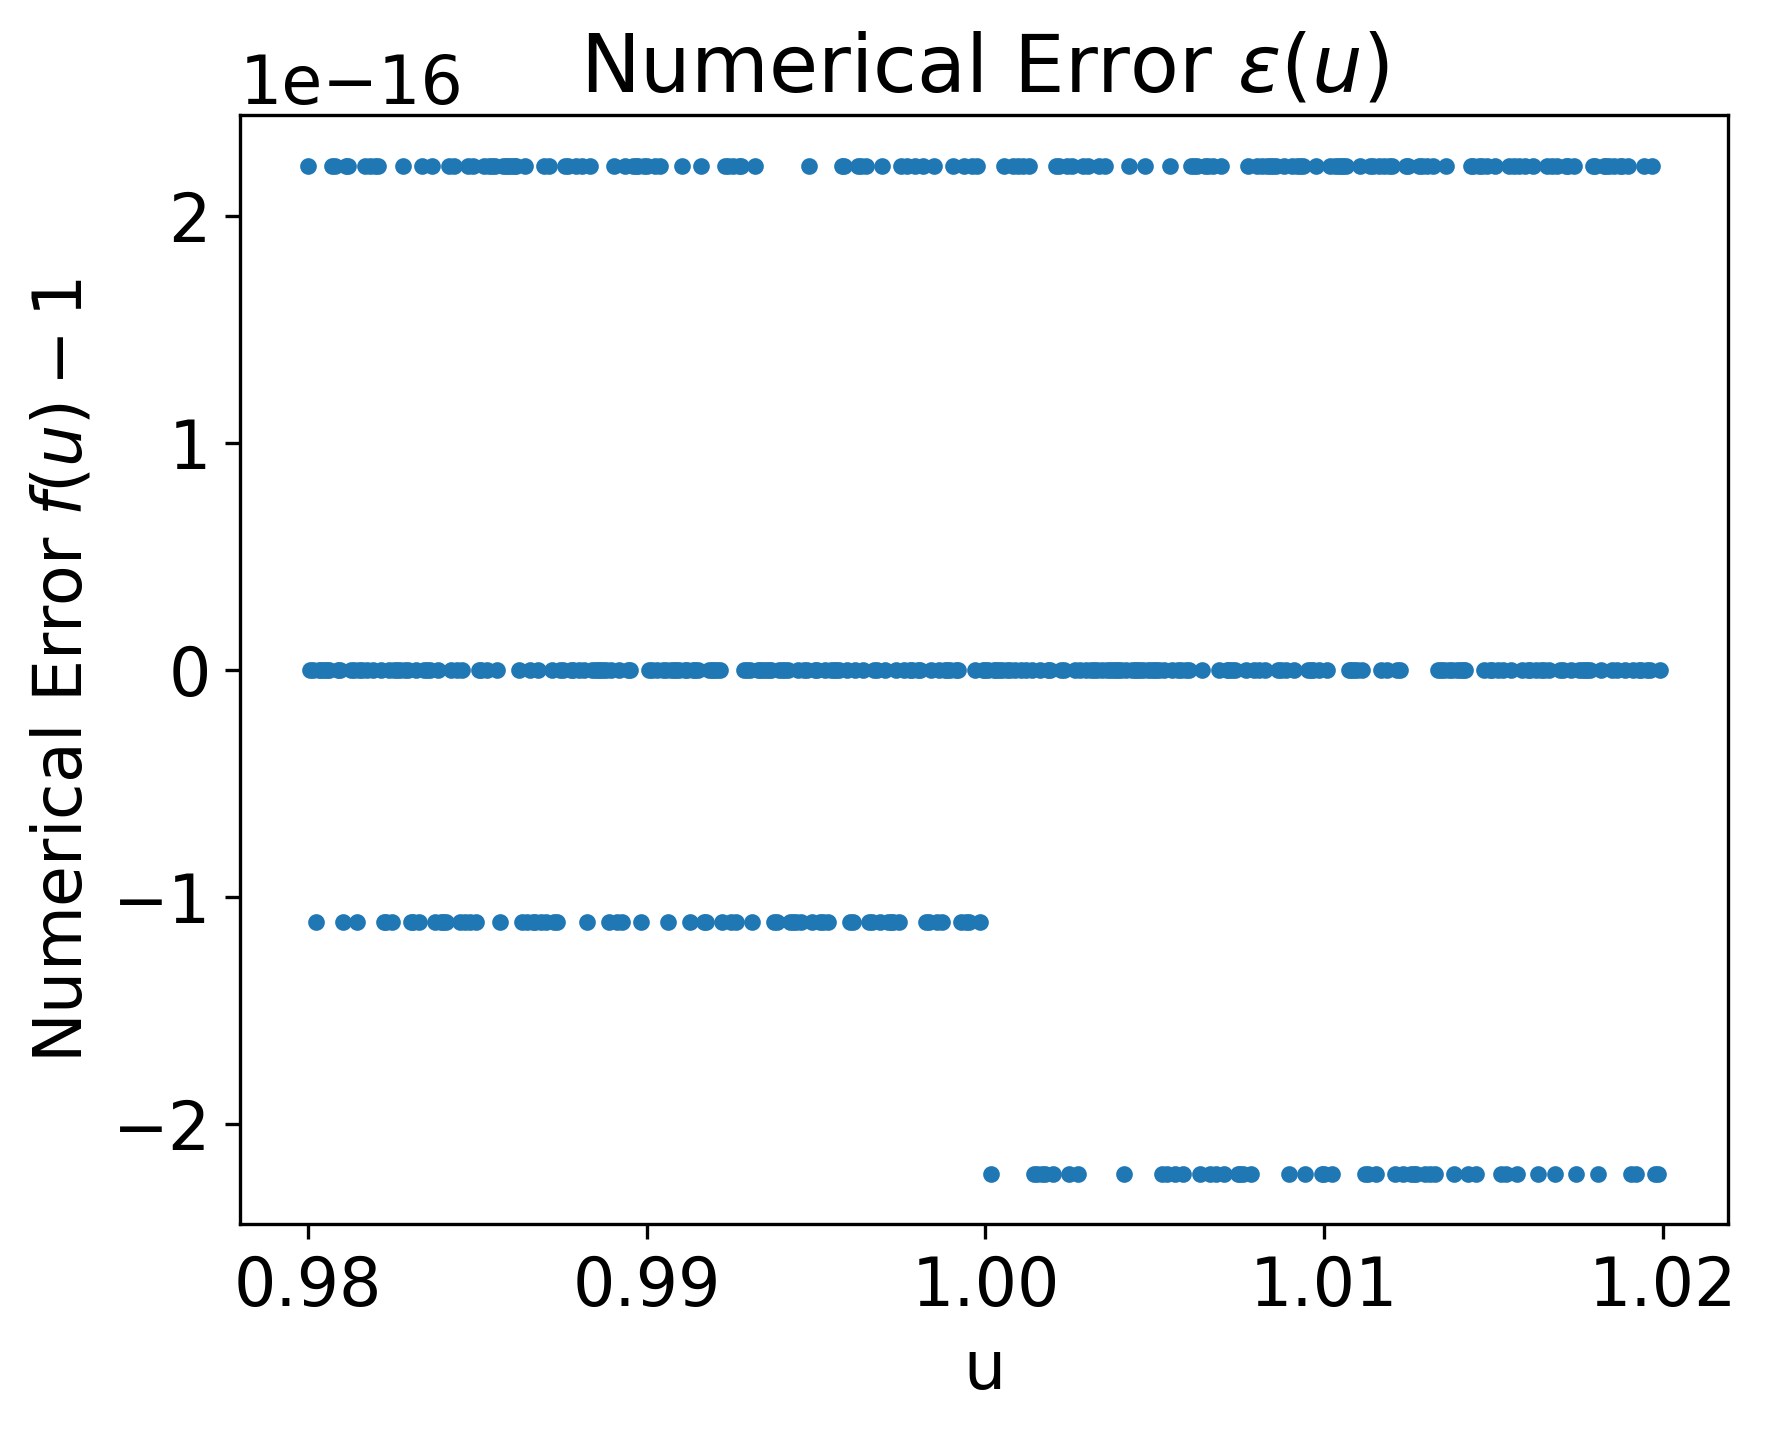 Numerical Error ε(u)
1e−16
Numerical Error f(u) − 1
2
1
0
−1
−2
0.98
0.99
1.00
1.01
1.02
u